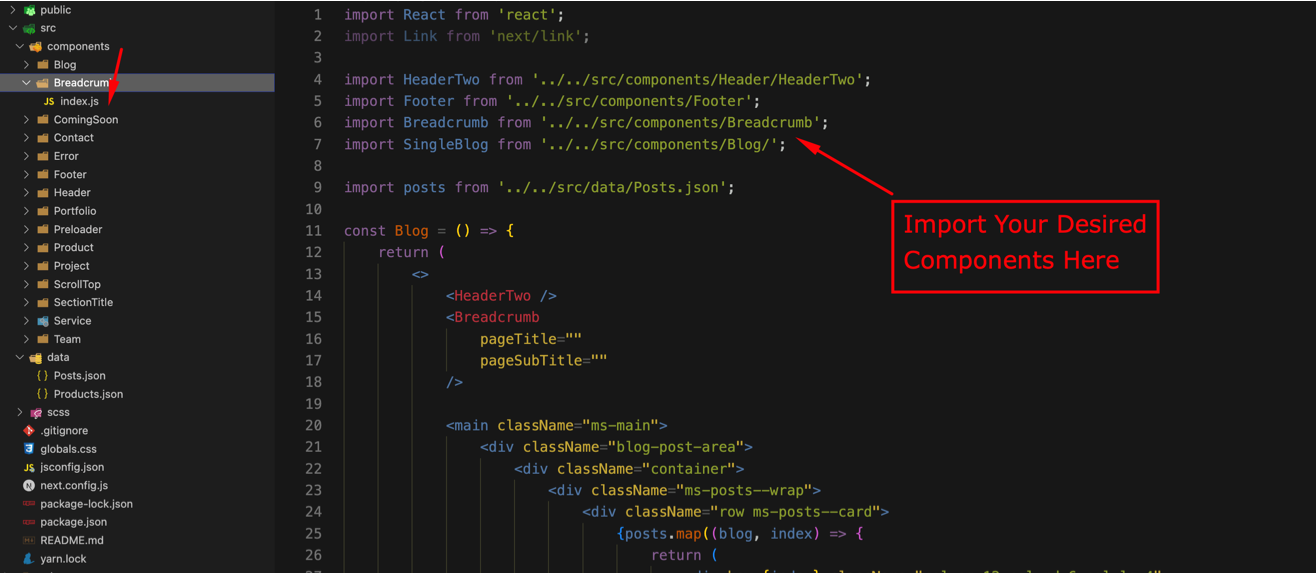 public
src
components
Blog
Breadcrum
JS index.js
ComingSoon
Contact
Error
Footer
Header
Portfolio
Preloader
Product
Project
ScrollTop
SectionTitle
Service
Team
data
{} Posts.json
{} Products.json
scss
.gitignore
globals.css
JS jsconfig.json
N next.config.js
package-lock.json
package.json
README.md
yarn.lock
1 import React from 'react';
2 import Link from 'next/link';
3
4 import HeaderTwo from '../../src/components/Header/HeaderTwo';
5 import Footer from '../../src/components/Footer';
6 import Breadcrumb from '../../src/components/Breadcrumb';
7 import SingleBlog from '../../src/components/Blog/';
8
9 import posts from '../../src/data/Posts.json';
10
11 const Blog = () => {
12 return (
13 <>
14 <HeaderTwo />
15 <Breadcrumb
16 pageTitle=""
17 pageSubTitle=""
18 />
19
20 <main className="ms-main">
21 <div className="blog-post-area">
22 <div className="container">
23 <div className="ms-posts--wrap">
24 <div className="row ms-posts--card">
25 {posts.map((blog, index) => {
26 return (
Import Your Desired
Components Here